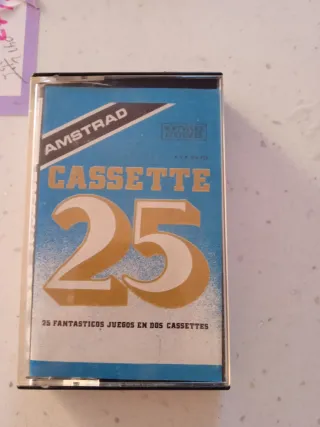 AMSTRAD
CASSETTE
25
25 FANTASTICOS JUEGOS EN DOS CASSETTES